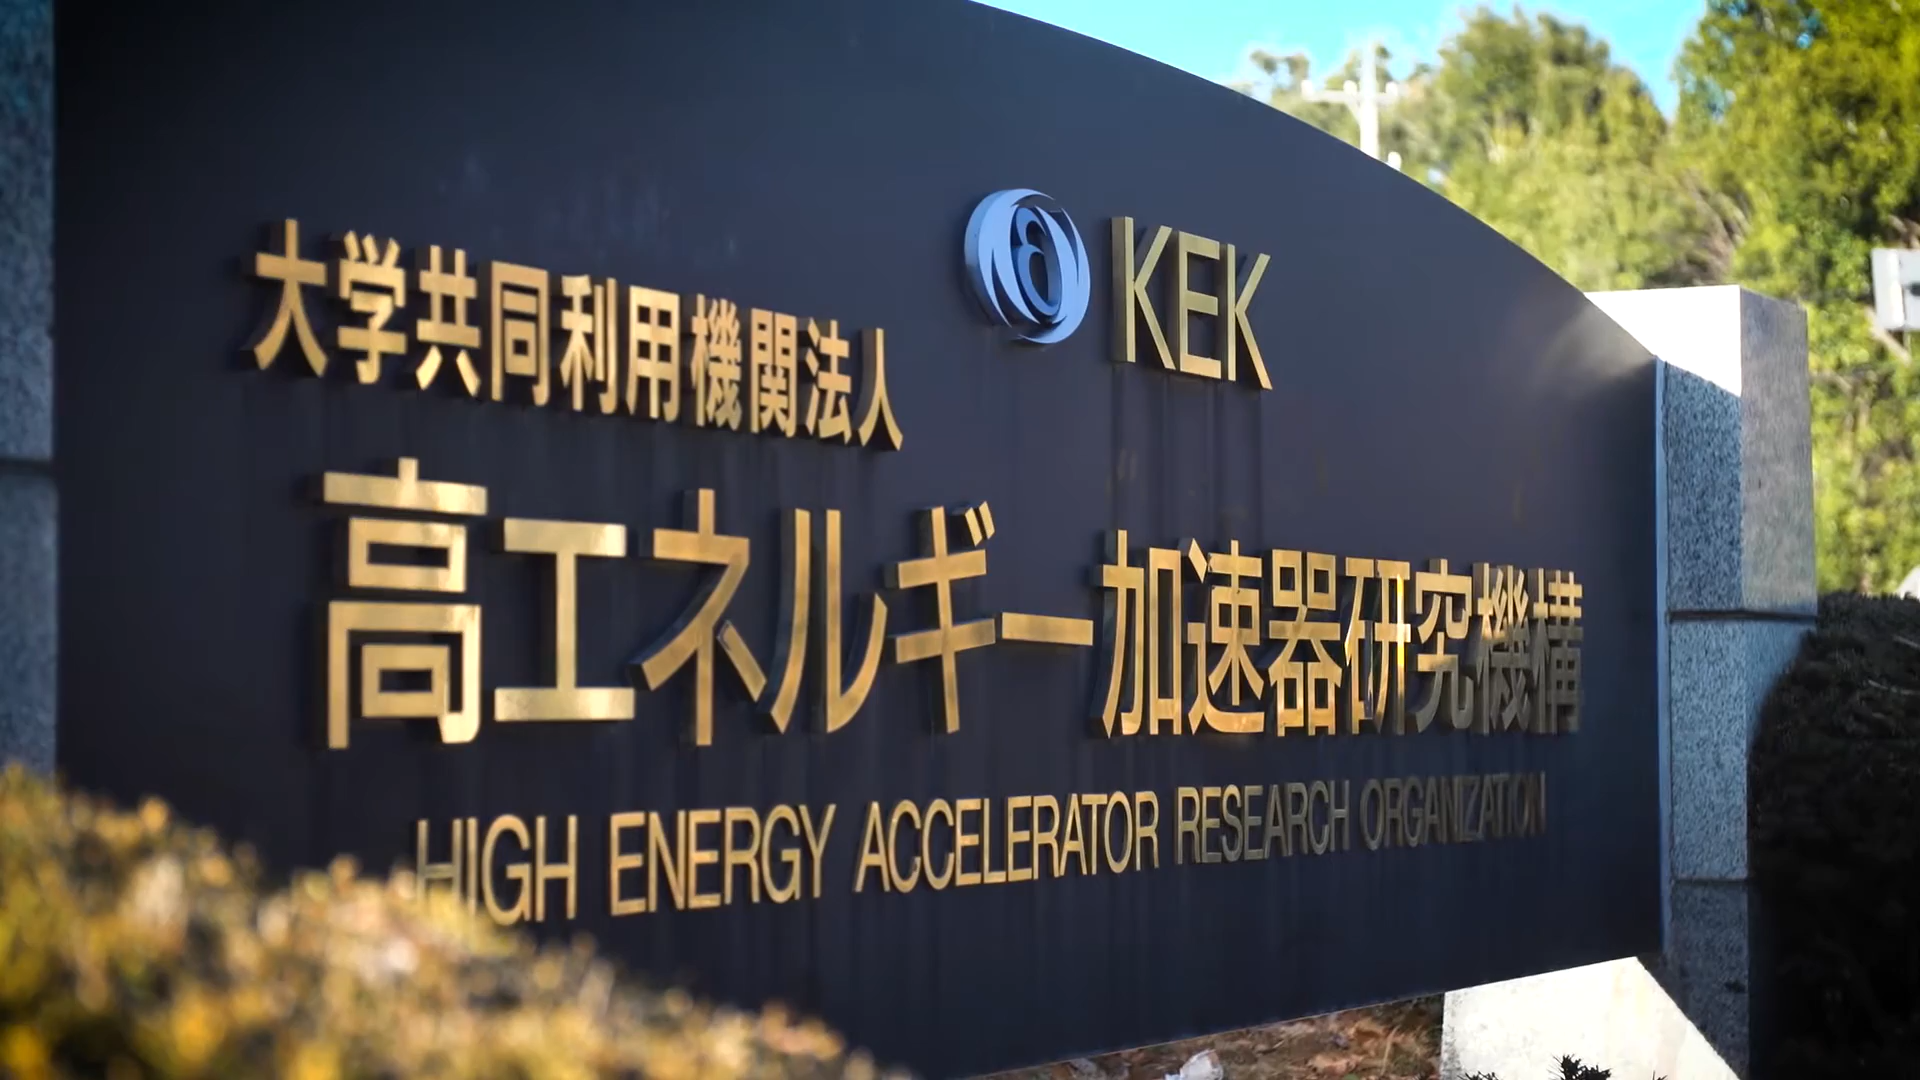 大学共同利用機関法人
KEK
高エネルギー加速器研究機構
HIGH ENERGY ACCELERATOR RESEARCH ORGANIZATION